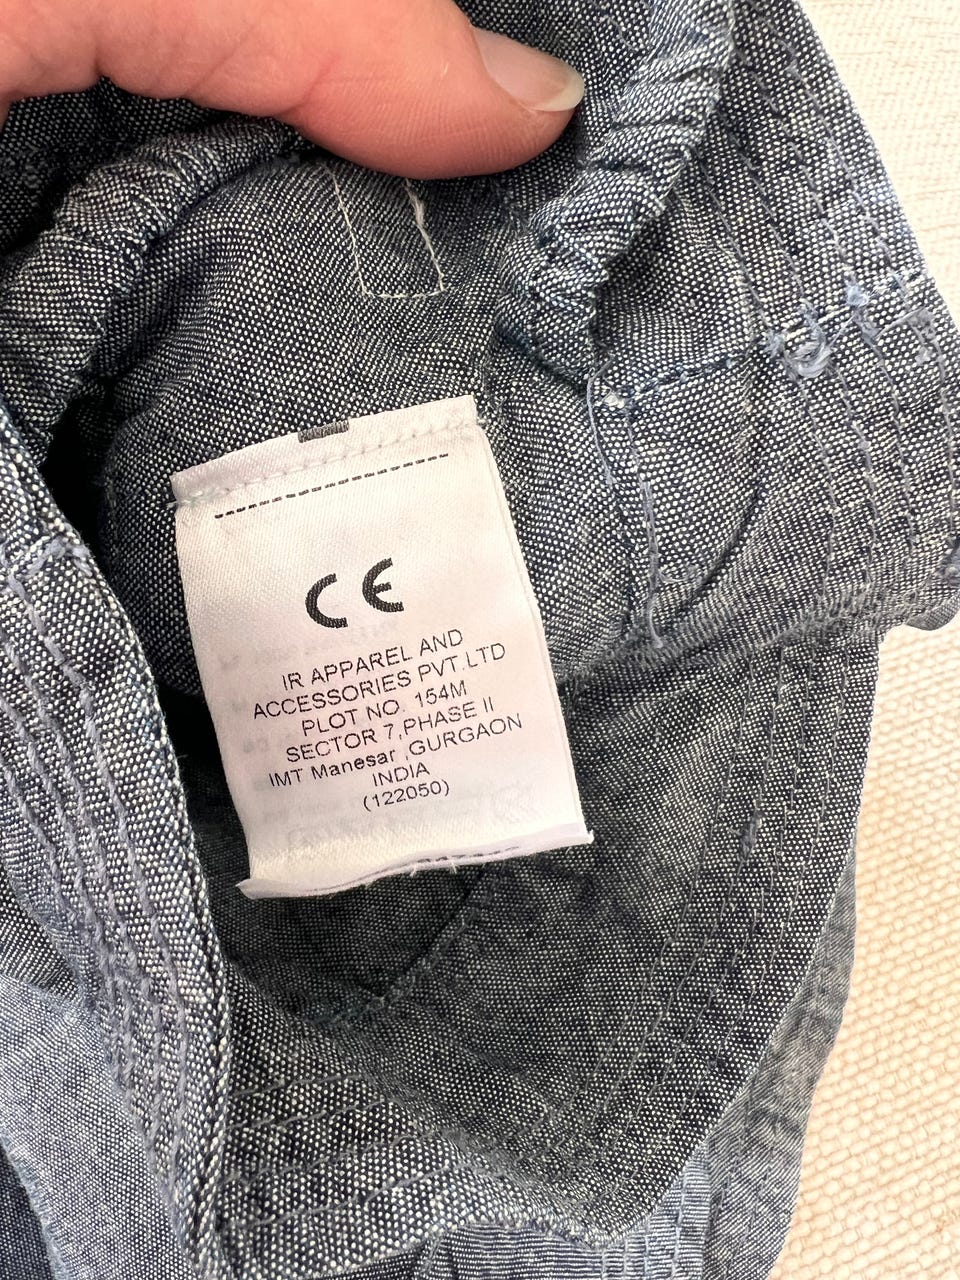 CE
IR APPAREL AND
ACCESSORIES PVT.LTD
PLOT NO. 154M
SECTOR 7,PHASE II
IMT Manesar ,GURGAON
INDIA
(122050)